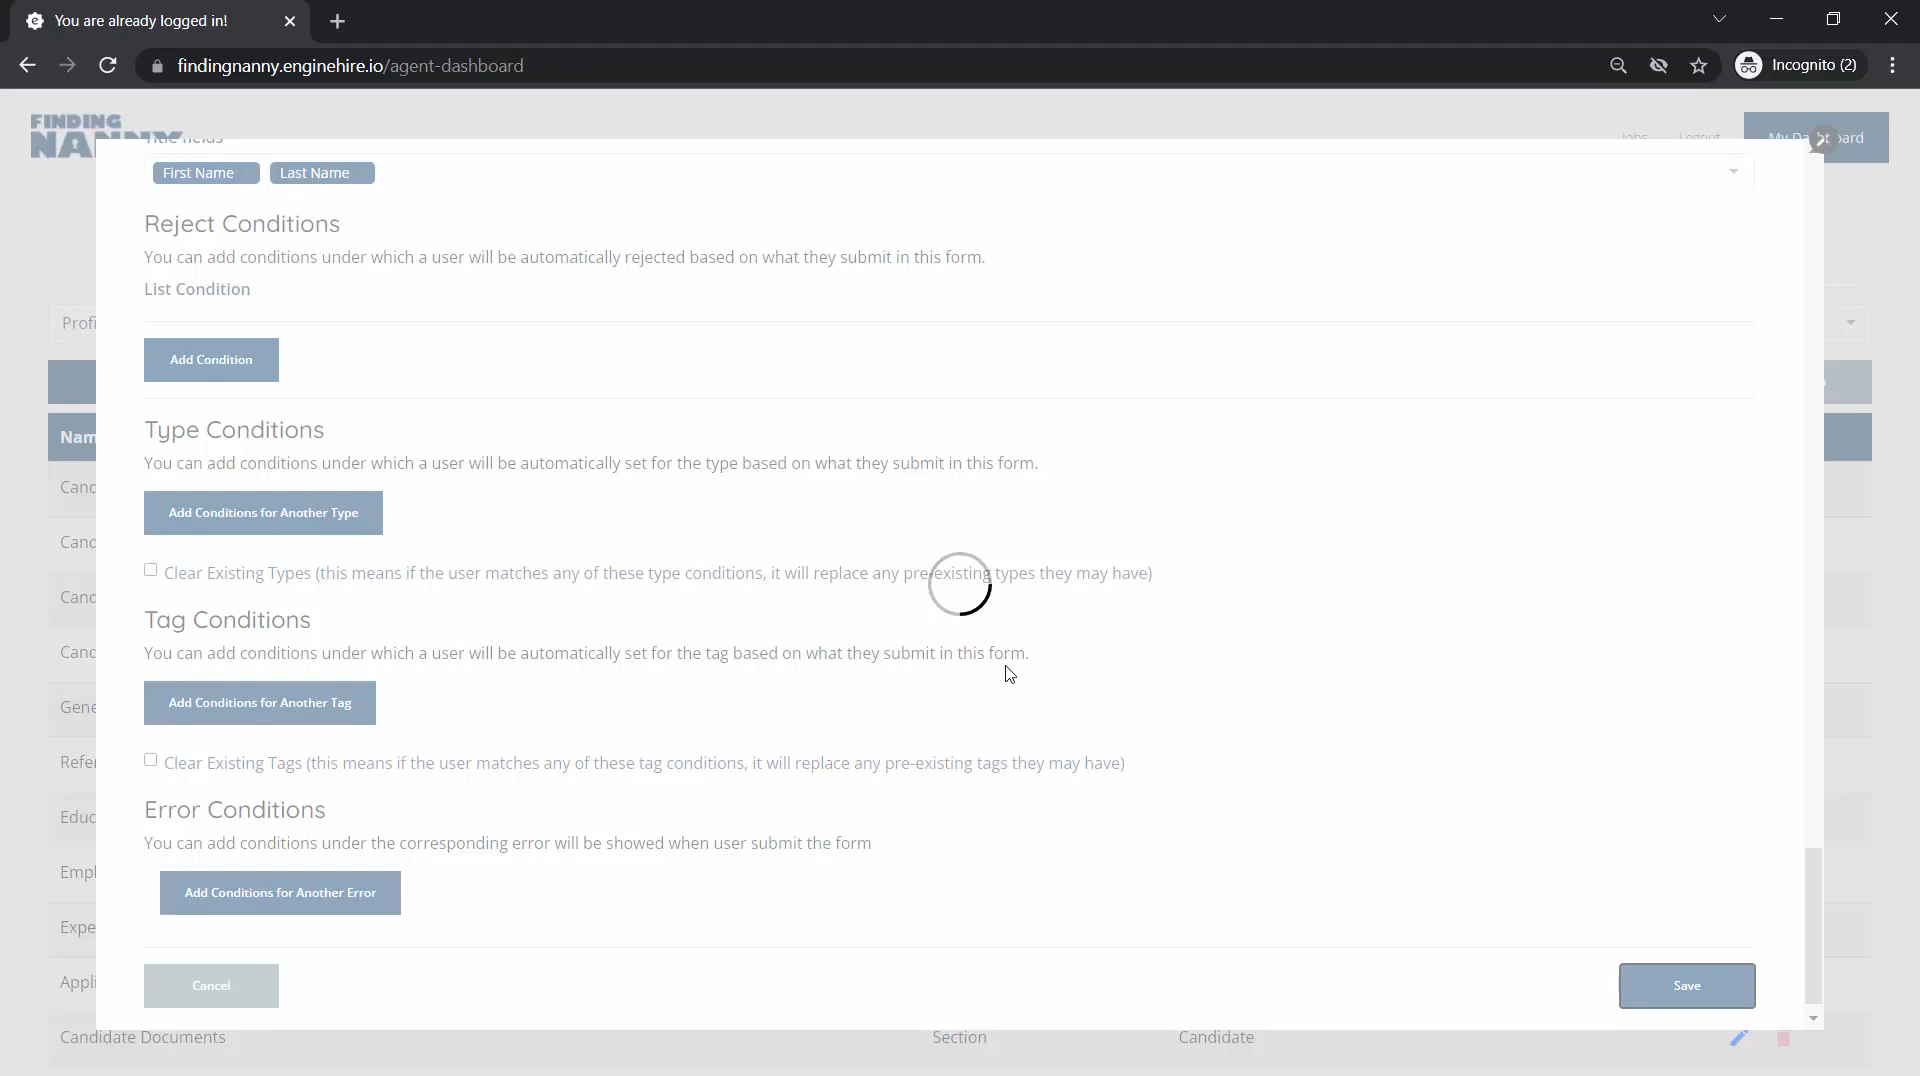 You are already logged in!
findingnanny.enginehire.io/agent-dashboard
Incognito (2)
FINDING
NANNY
Jobs
Logout
My Dashboard
Title fields
First Name
Last Name
Reject Conditions
You can add conditions under which a user will be automatically rejected based on what they submit in this form.
List Condition
Profi
Add Condition
Type Conditions
Nam
You can add conditions under which a user will be automatically set for the type based on what they submit in this form.
Cand
Add Conditions for Another Type
Cand
Clear Existing Types (this means if the user matches any of these type conditions, it will replace any pre-existing types they may have)
Cand
Tag Conditions
Cand
You can add conditions under which a user will be automatically set for the tag based on what they submit in this form.
Gene
Add Conditions for Another Tag
Refer
Clear Existing Tags (this means if the user matches any of these tag conditions, it will replace any pre-existing tags they may have)
Educ
Error Conditions
You can add conditions under the corresponding error will be showed when user submit the form
Empl
Add Conditions for Another Error
Expe
Appli
Cancel
Save
Candidate Documents
Section
Candidate